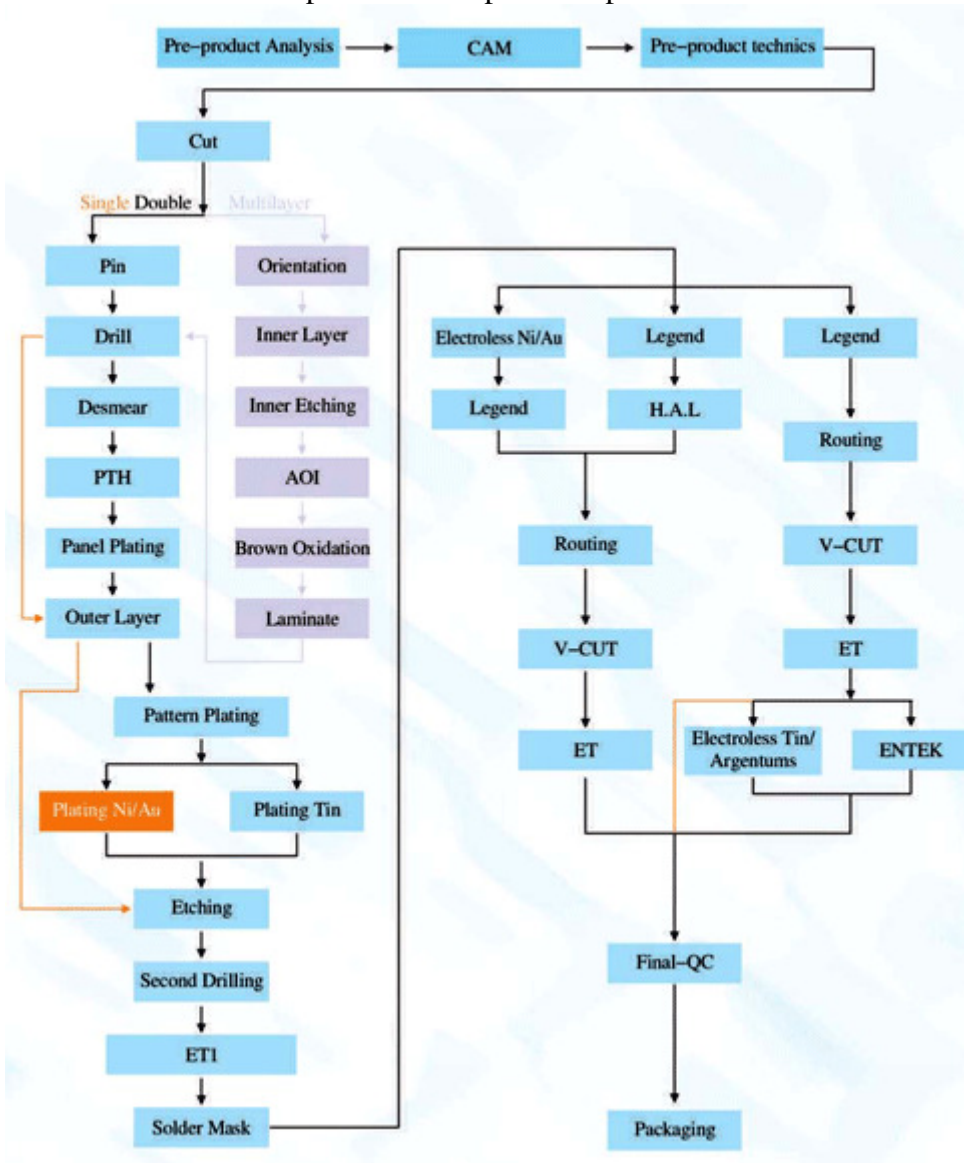 Pre-product Analysis
CAM
Pre-product technics
Cut
Single Double
Multilayer
Pin
Orientation
Drill
Inner Layer
Desmear
Inner Etching
PTH
AOI
Panel Plating
Brown Oxidation
Outer Layer
Laminate
Pattern Plating
Plating Ni/Au
Plating Tin
Etching
Second Drilling
ET1
Solder Mask
Electroless Ni/Au
Legend
Legend
Legend
H.A.L
Routing
Routing
V-CUT
V-CUT
ET
ET
Electroless Tin/
Argentums
ENTEK
Final-QC
Packaging